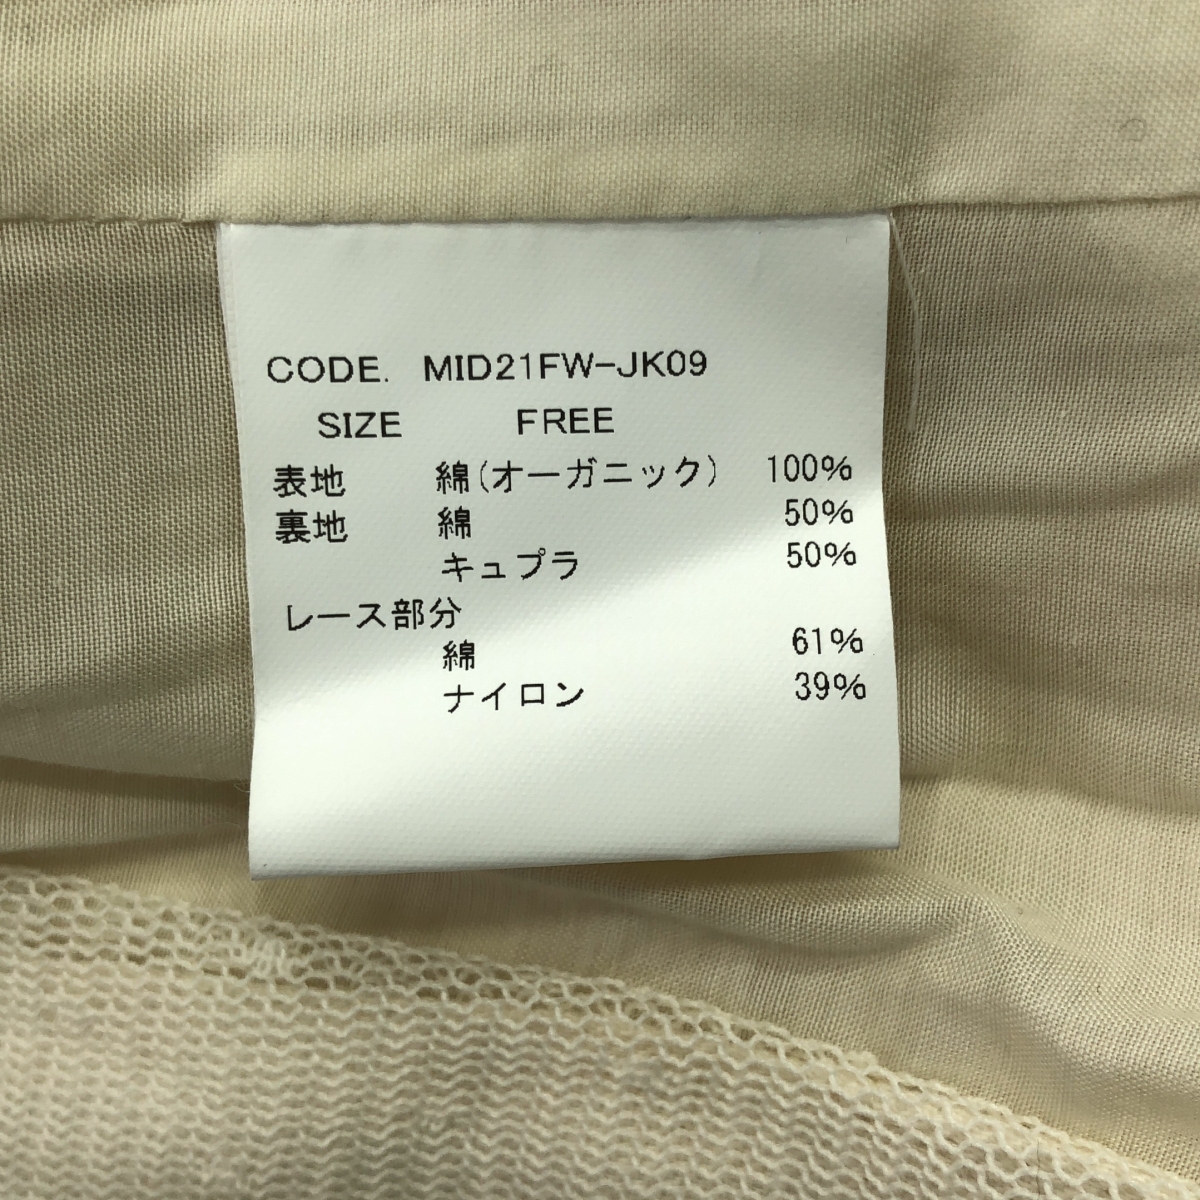 CODE. MID21FW-JK09
SIZE FREE
表地 綿(オーガニック) 100%
裏地 綿 50%
キュプラ 50%
レース部分
綿 61%
ナイロン 39%